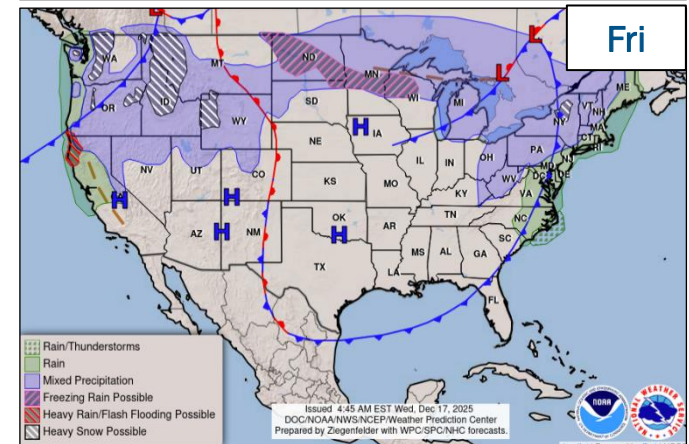 Fri
L
L
L
WA
MT
ND
MN
ME
OR
ID
WY
SD
WI
MI
NY
VT
NH
MA
CT
RI
H
IA
NE
NV
UT
CO
IL
IN
OH
PA
NJ
MD
DE
DC
WV
VA
KS
MO
KY
H
H
H
H
AZ
NM
OK
AR
TN
NC
SC
TX
LA
MS
AL
GA
FL
Rain/Thunderstorms
Rain
Mixed Precipitation
Freezing Rain Possible
Heavy Rain/Flash Flooding Possible
Heavy Snow Possible
Issued 4:45 AM EST Wed, Dec 17, 2025
DOC/NOAA/NWS/NCEP/Weather Prediction Center
Prepared by Ziegenfelder with WPC/SPC/NHC forecasts.
NOAA
NATIONAL WEATHER SERVICE